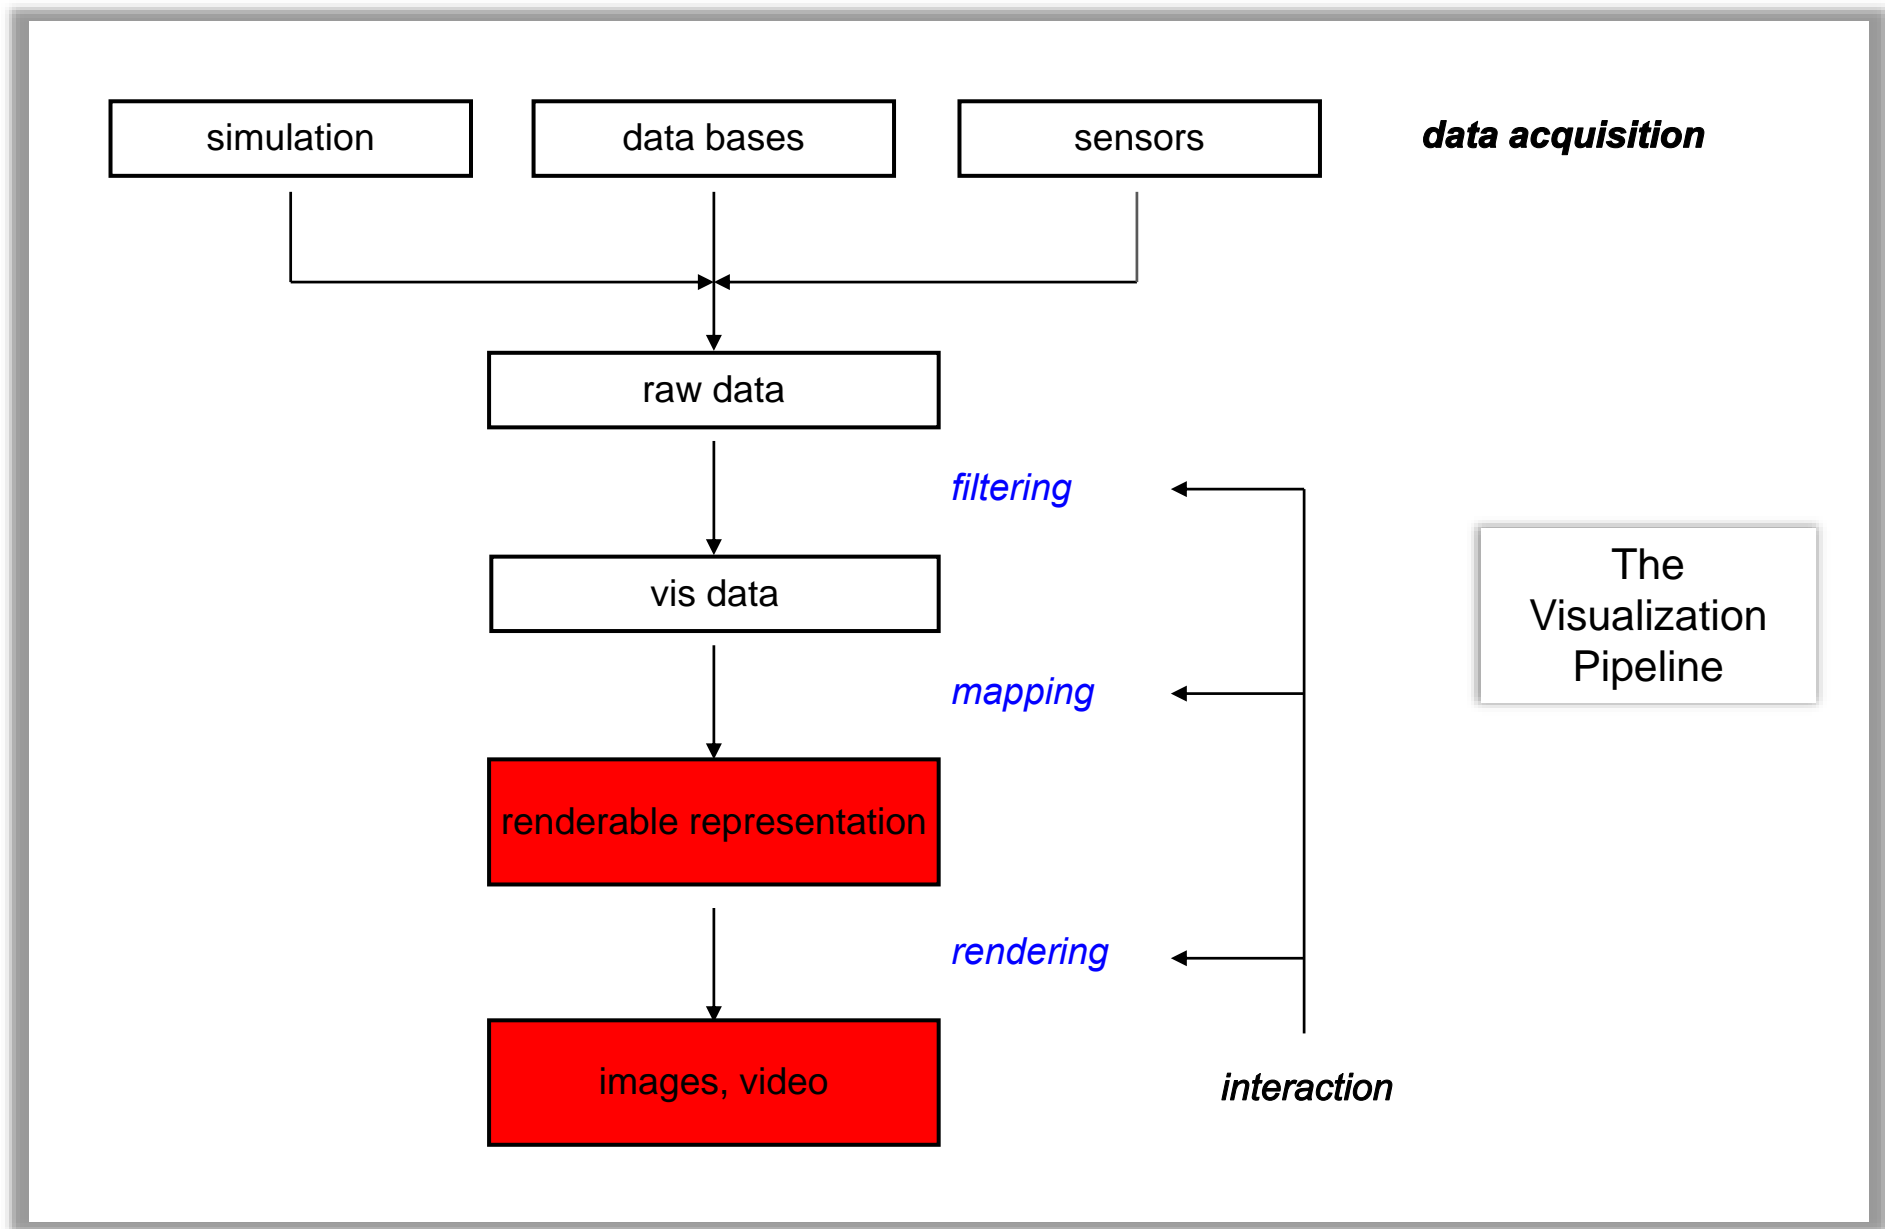 simulation
data bases
sensors
data acquisition
raw data
filtering
vis data
The
Visualization
Pipeline
mapping
renderable representation
rendering
images, video
interaction